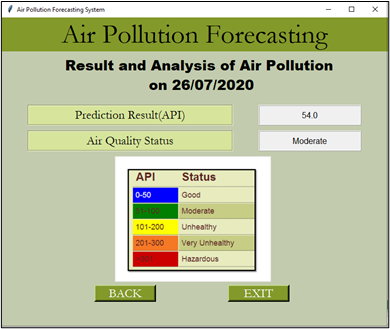 Air Pollution Forecasting System
Air Pollution Forecasting
Result and Analysis of Air Pollution
on 26/07/2020
Prediction Result(API) 54.0
Air Quality Status Moderate
API Status
0-50 Good
51-100 Moderate
101-200 Unhealthy
201-300 Very Unhealthy
Hazardous
BACK EXIT